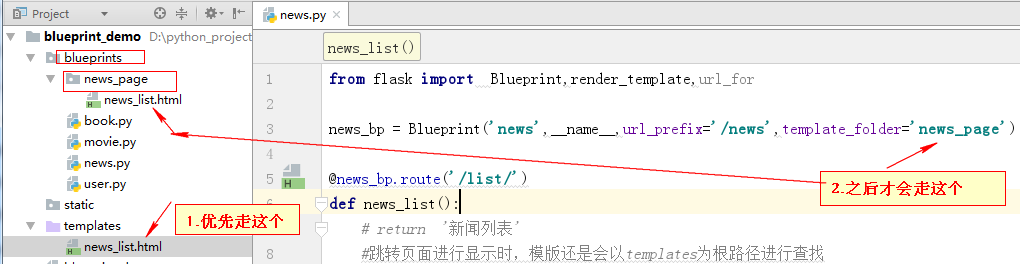 Project
blueprint_demo D:\python_project
blueprints
news_page
news_list.html
book.py
movie.py
news.py
user.py
static
templates
news_list.html
1.优先走这个
news.py
news_list()
1 from flask import Blueprint,render_template,url_for
2
3 news_bp = Blueprint('news',__name__,url_prefix='/news',template_folder='news_page')
4
5 @news_bp.route('/list/')
6 def news_list():
7 # return '新闻列表'
8 #跳转页面进行显示时，模版还是会以templates为根路径进行查找
2.之后才会走这个